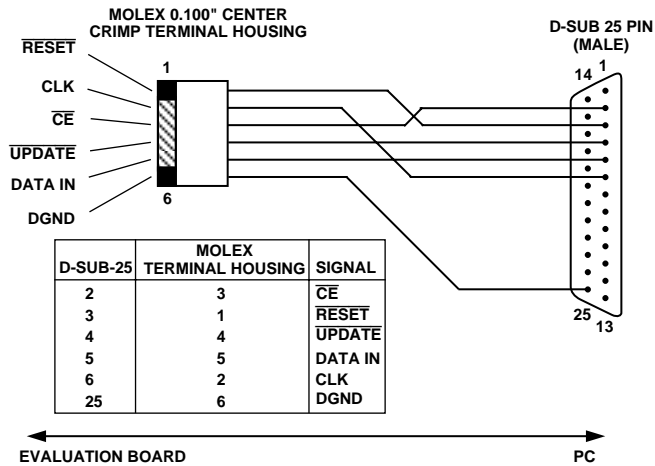 MOLEX 0.100" CENTER
CRIMP TERMINAL HOUSING
D-SUB 25 PIN
(MALE)
RESET
CLK
CE
UPDATE
DATA IN
DGND
1
6
14
1
25
13
D-SUB-25 MOLEX TERMINAL HOUSING SIGNAL
2 3 CE
3 1 RESET
4 4 UPDATE
5 5 DATA IN
6 2 CLK
25 6 DGND
EVALUATION BOARD PC